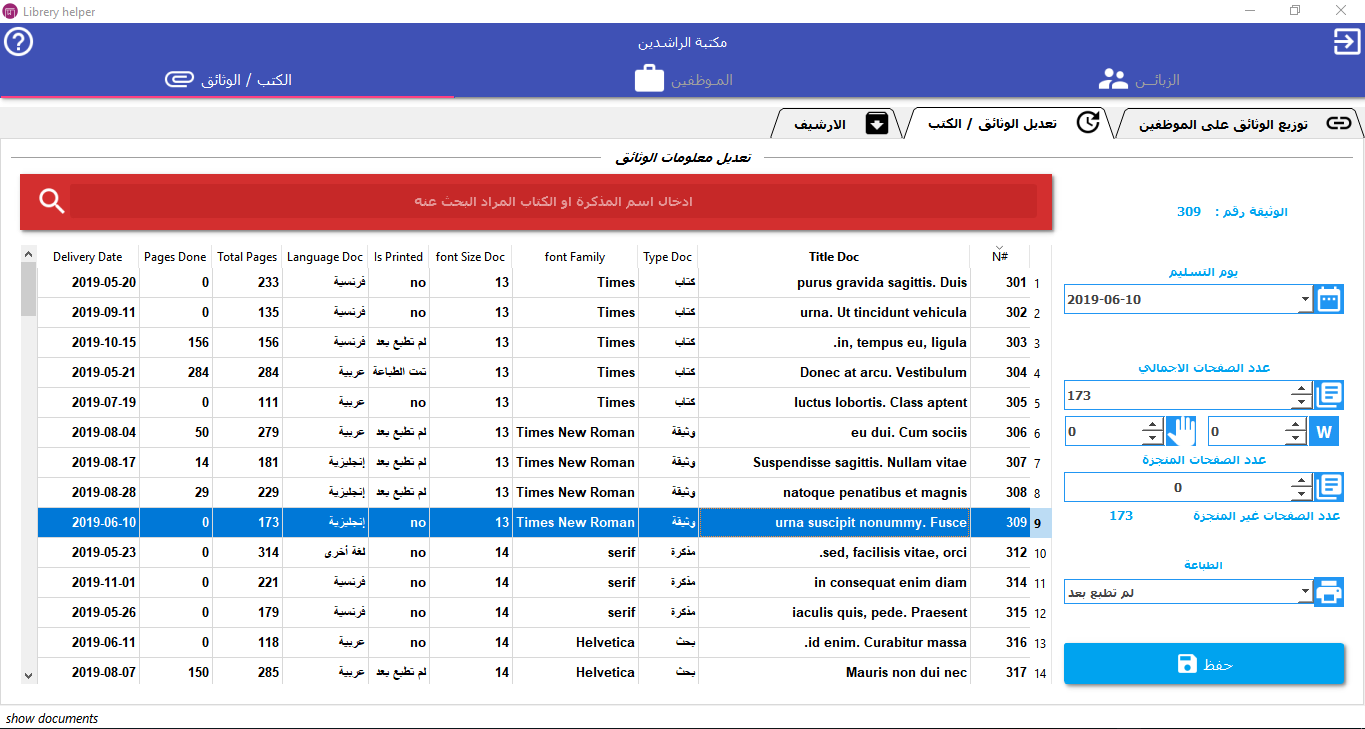 Librery helper
مكتبة الراشدين
الزبائــن
المـوظفين
الكتب / الوثائق
توزيع الوثائق على الموظفين
تعديل الوثائق / الكتب
الارشيف
تعديل معلومات الوثائق
ادخال اسم المذكرة او الكتاب المراد البحث عنه
الوثيقة رقم : 309
يوم التسليم
2019-06-10
عدد الصفحات الاجمالي
173
0 0 W
عدد الصفحات المنجزة
0
عدد الصفحات غير المنجزة 173
الطباعة
لم تطبع بعد
حفظ
Delivery Date Pages Done Total Pages Language Doc Is Printed font Size Doc font Family Type Doc Title Doc N#
2019-05-20 0 233 فرنسية no 13 Times كتاب purus gravida sagittis. Duis 301 1
2019-09-11 0 135 فرنسية no 13 Times كتاب urna. Ut tincidunt vehicula 302 2
2019-10-15 156 156 فرنسية لم تطبع بعد 13 Times كتاب .in, tempus eu, ligula 303 3
2019-05-21 284 284 عربية تمت الطباعة 13 Times كتاب Donec at arcu. Vestibulum 304 4
2019-07-19 0 111 عربية no 13 Times كتاب luctus lobortis. Class aptent 305 5
2019-08-04 50 279 عربية لم تطبع بعد 13 Times New Roman وثيقة eu dui. Cum sociis 306 6
2019-08-17 14 181 إنجليزية لم تطبع بعد 13 Times New Roman وثيقة Suspendisse sagittis. Nullam vitae 307 7
2019-08-28 29 229 إنجليزية لم تطبع بعد 13 Times New Roman وثيقة natoque penatibus et magnis 308 8
2019-06-10 0 173 إنجليزية no 13 Times New Roman وثيقة urna suscipit nonummy. Fusce 309 9
2019-05-23 0 314 لغة أخرى no 14 serif مذكرة .sed, facilisis vitae, orci 312 10
2019-11-01 0 221 فرنسية no 14 serif مذكرة in consequat enim diam 314 11
2019-05-26 0 179 فرنسية no 14 serif مذكرة iaculis quis, pede. Praesent 315 12
2019-06-11 0 118 عربية no 14 Helvetica بحث .id enim. Curabitur massa 316 13
2019-08-07 150 285 عربية لم تطبع بعد 14 Helvetica بحث Mauris non dui nec 317 14
show documents